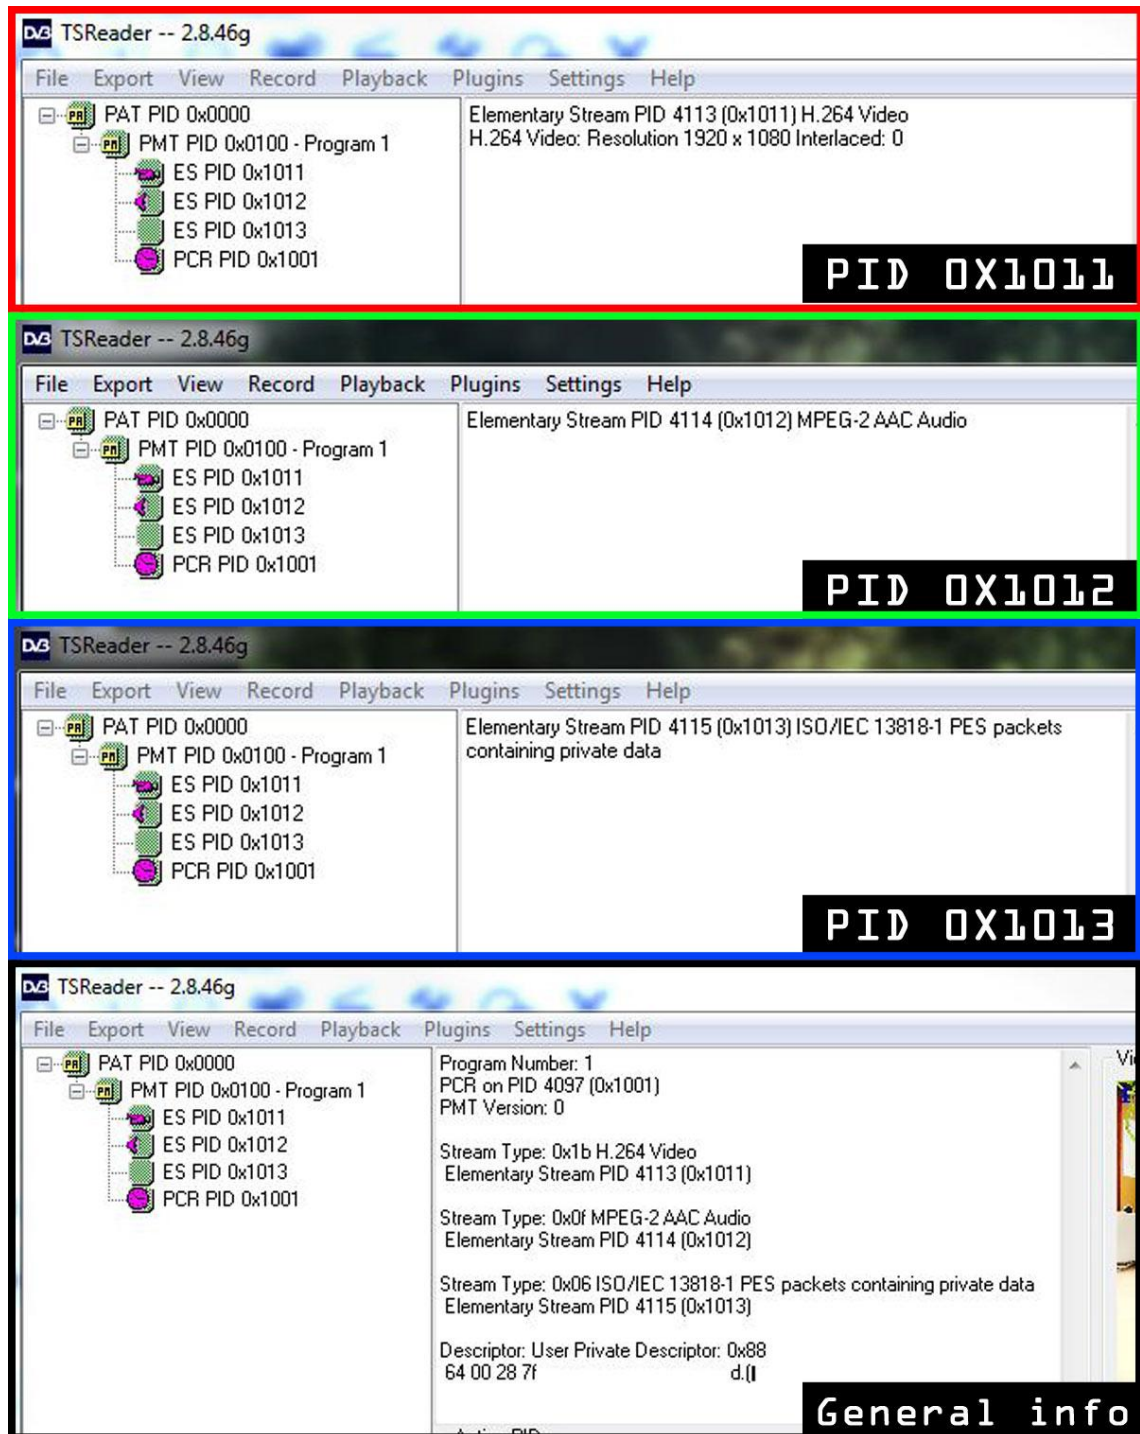 DVB TSReader -- 2.8.46g
File Export View Record Playback Plugins Settings Help
PAT PID 0x0000
PMT PID 0x0100 - Program 1
ES PID 0x1011
ES PID 0x1012
ES PID 0x1013
PCR PID 0x1001
Elementary Stream PID 4113 (0x1011) H.264 Video
H.264 Video: Resolution 1920 x 1080 Interlaced: 0
PID 0X1011
DVB TSReader -- 2.8.46g
File Export View Record Playback Plugins Settings Help
PAT PID 0x0000
PMT PID 0x0100 - Program 1
ES PID 0x1011
ES PID 0x1012
ES PID 0x1013
PCR PID 0x1001
Elementary Stream PID 4114 (0x1012) MPEG-2 AAC Audio
PID 0X1012
DVB TSReader -- 2.8.46g
File Export View Record Playback Plugins Settings Help
PAT PID 0x0000
PMT PID 0x0100 - Program 1
ES PID 0x1011
ES PID 0x1012
ES PID 0x1013
PCR PID 0x1001
Elementary Stream PID 4115 (0x1013) ISO/IEC 13818-1 PES packets
containing private data
PID 0X1013
DVB TSReader -- 2.8.46g
File Export View Record Playback Plugins Settings Help
PAT PID 0x0000
PMT PID 0x0100 - Program 1
ES PID 0x1011
ES PID 0x1012
ES PID 0x1013
PCR PID 0x1001
Program Number: 1
PCR on PID 4097 (0x1001)
PMT Version: 0
Stream Type: 0x1b H.264 Video
Elementary Stream PID 4113 (0x1011)
Stream Type: 0x0f MPEG-2 AAC Audio
Elementary Stream PID 4114 (0x1012)
Stream Type: 0x06 ISO/IEC 13818-1 PES packets containing private data
Elementary Stream PID 4115 (0x1013)
Descriptor: User Private Descriptor: 0x88
64 00 28 7f d.(
General info